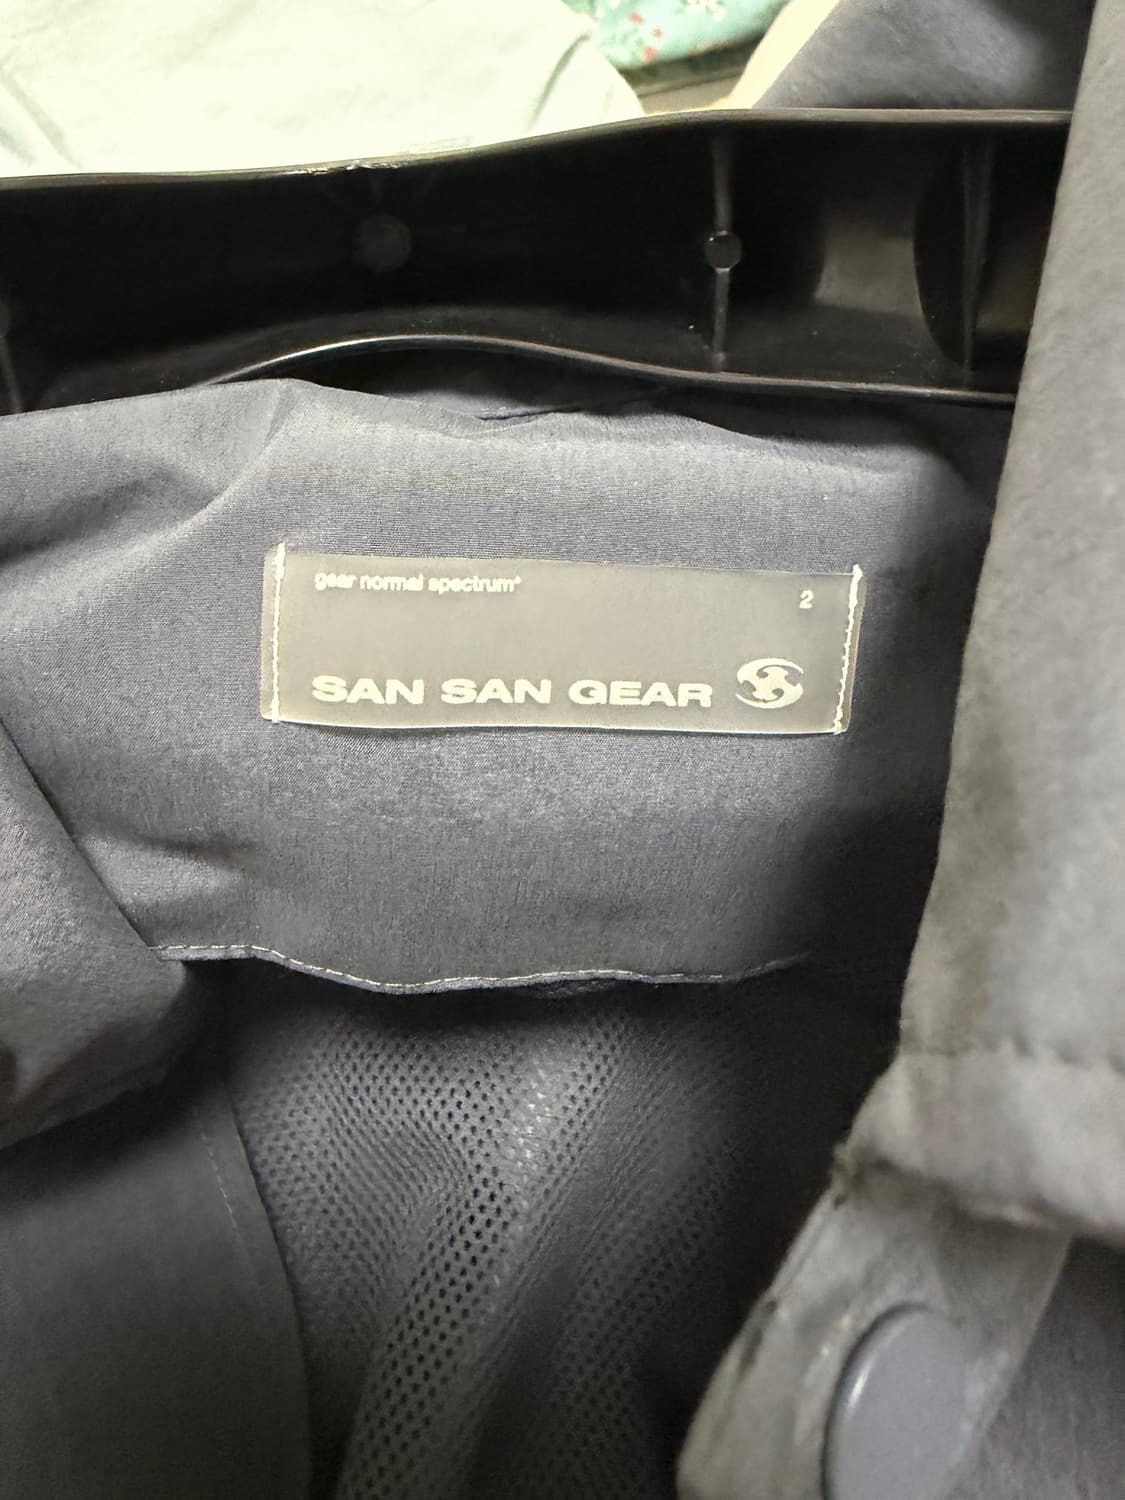 gear normal spectrum*
2
SAN SAN GEAR